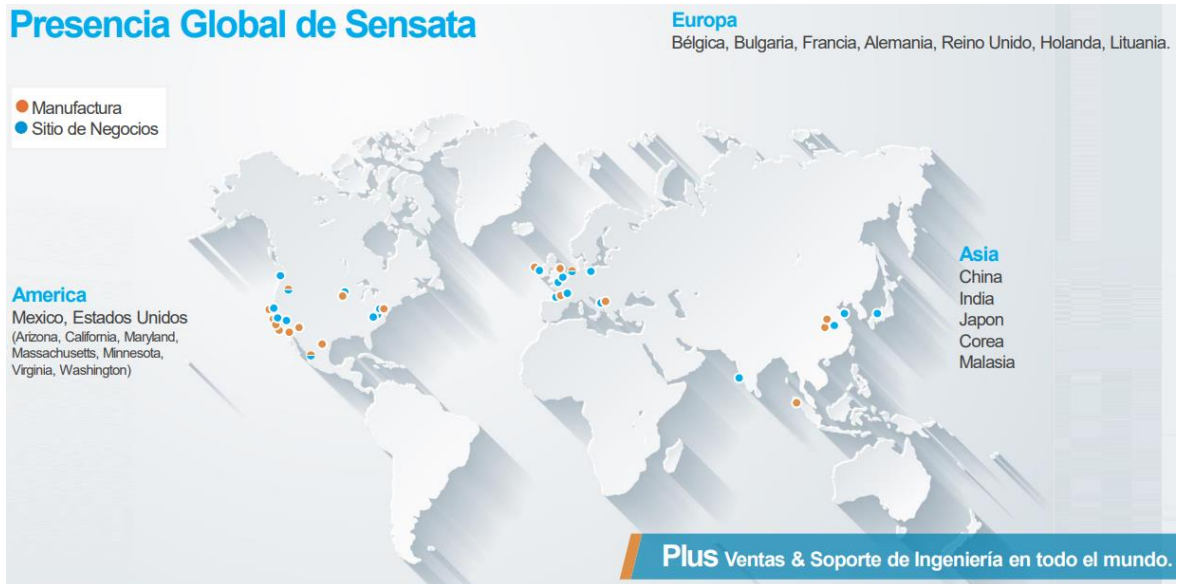 Presencia Global de Sensata
Europa
Bélgica, Bulgaria, Francia, Alemania, Reino Unido, Holanda, Lituania.
Manufactura
Sitio de Negocios
America
Mexico, Estados Unidos
(Arizona, California, Maryland,
Massachusetts, Minnesota,
Virginia, Washington)
Asia
China
India
Japon
Corea
Malasia
Plus Ventas & Soporte de Ingeniería en todo el mundo.